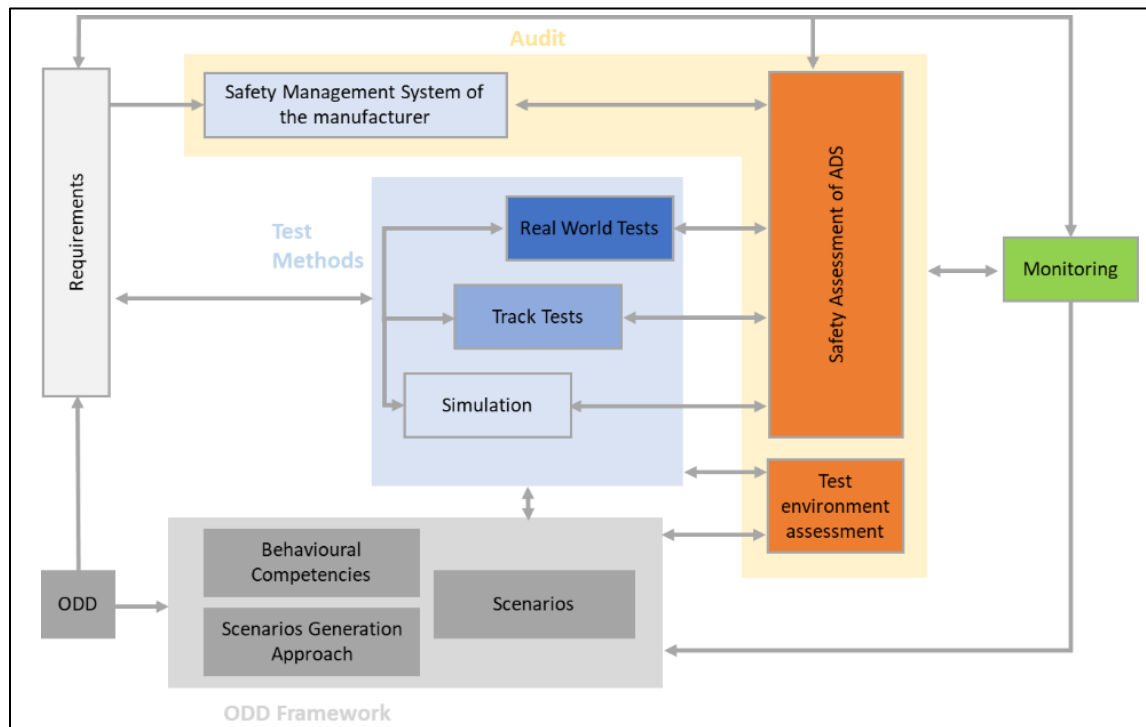 Audit
Safety Management System of
the manufacturer
Requirements
Safety Assessment of ADS
Test
Methods
Real World Tests
Monitoring
Track Tests
Simulation
Test
environment
assessment
Behavioural
Competencies
ODD
Scenarios
Scenarios Generation
Approach
ODD Framework